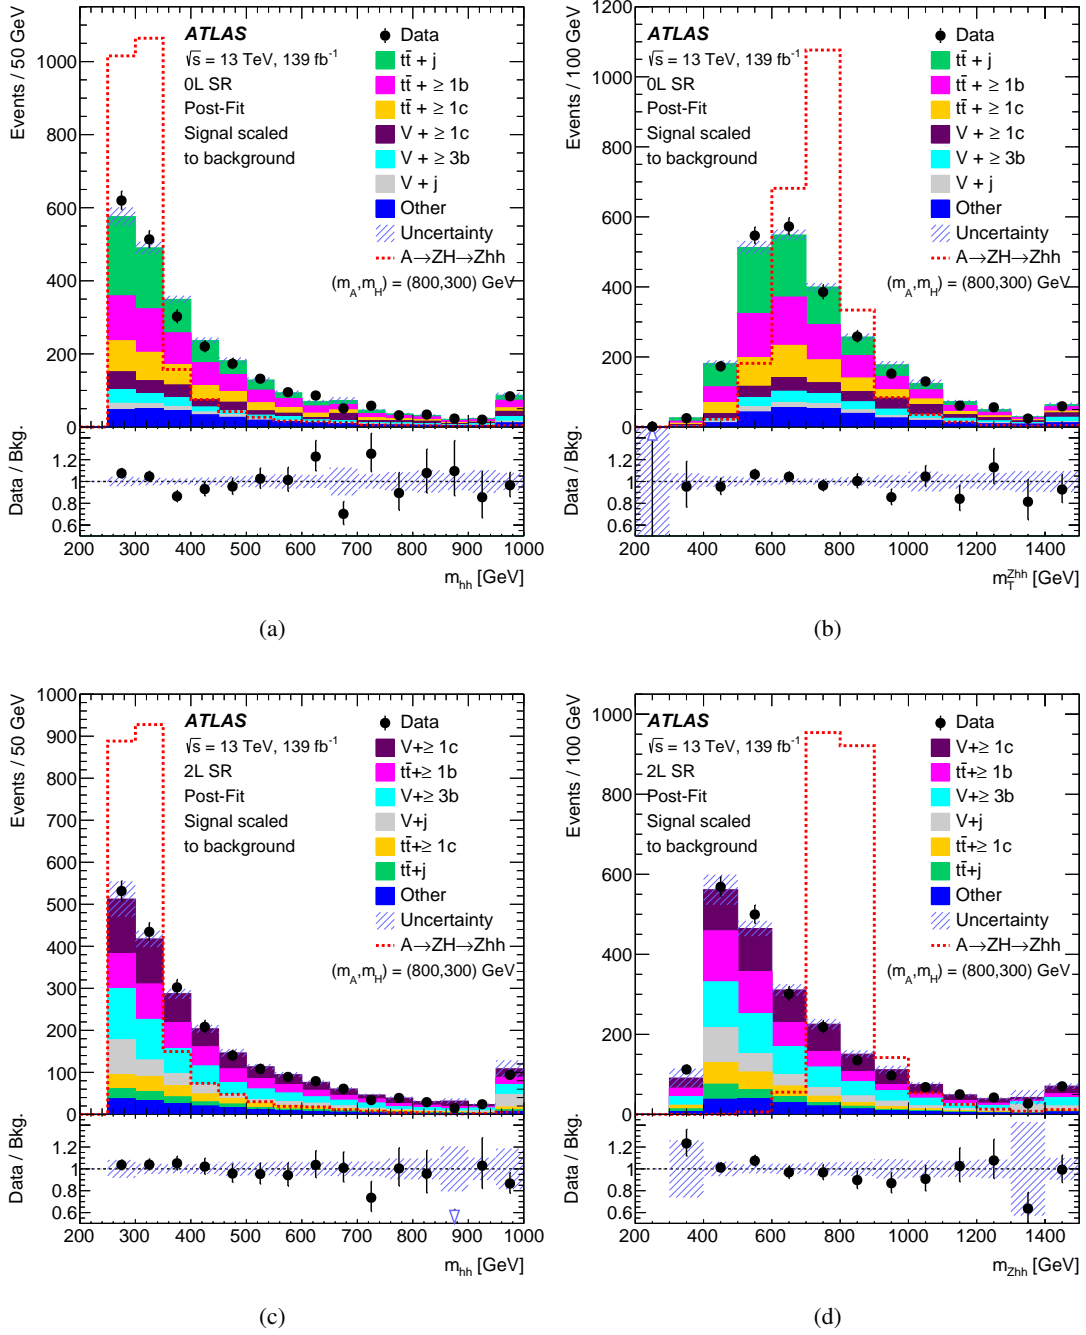 ATLAS
√s = 13 TeV, 139 fb-1
0L SR
Post-Fit
Signal scaled
to background
Data
tt̄ + j
tt̄ + ≥ 1b
tt̄ + ≥ 1c
V + ≥ 1c
V + ≥ 3b
V + j
Other
Uncertainty
A→ZH→Zhh
(mA,mH) = (800,300) GeV
Events / 50 GeV
1000
800
600
400
200
0
Data / Bkg.
1.2
1
0.8
0.6
200 300 400 500 600 700 800 900 1000
mhh [GeV]
(a)
ATLAS
√s = 13 TeV, 139 fb-1
0L SR
Post-Fit
Signal scaled
to background
Data
tt̄ + j
tt̄ + ≥ 1b
tt̄ + ≥ 1c
V + ≥ 1c
V + ≥ 3b
V + j
Other
Uncertainty
A→ZH→Zhh
(mA,mH) = (800,300) GeV
Events / 100 GeV
1200
1000
800
600
400
200
0
Data / Bkg.
1.2
1
0.8
0.6
200 400 600 800 1000 1200 1400
mTZhh [GeV]
(b)
ATLAS
√s = 13 TeV, 139 fb-1
2L SR
Post-Fit
Signal scaled
to background
Data
V+≥ 1c
tt̄+≥ 1b
V+≥ 3b
V+j
tt̄+≥ 1c
tt̄+j
Other
Uncertainty
A→ZH→Zhh
(mA,mH) = (800,300) GeV
Events / 50 GeV
1000
900
800
700
600
500
400
300
200
100
0
Data / Bkg.
1.2
1
0.8
0.6
200 300 400 500 600 700 800 900 1000
mhh [GeV]
(c)
ATLAS
√s = 13 TeV, 139 fb-1
2L SR
Post-Fit
Signal scaled
to background
Data
V+≥ 1c
tt̄+≥ 1b
V+≥ 3b
V+j
tt̄+≥ 1c
tt̄+j
Other
Uncertainty
A→ZH→Zhh
(mA,mH) = (800,300) GeV
Events / 100 GeV
1000
800
600
400
200
0
Data / Bkg.
1.2
1
0.8
0.6
200 400 600 800 1000 1200 1400
mZhh [GeV]
(d)